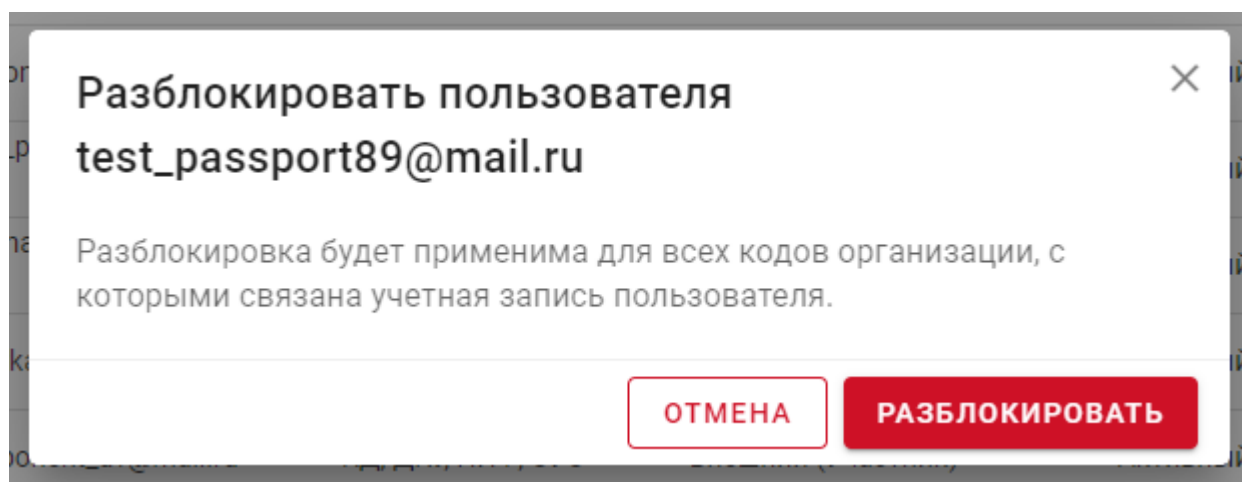 Разблокировать пользователя
test_passport89@mail.ru
Разблокировка будет применима для всех кодов организации, с
которыми связана учетная запись пользователя.
ОТМЕНА
РАЗБЛОКИРОВАТЬ